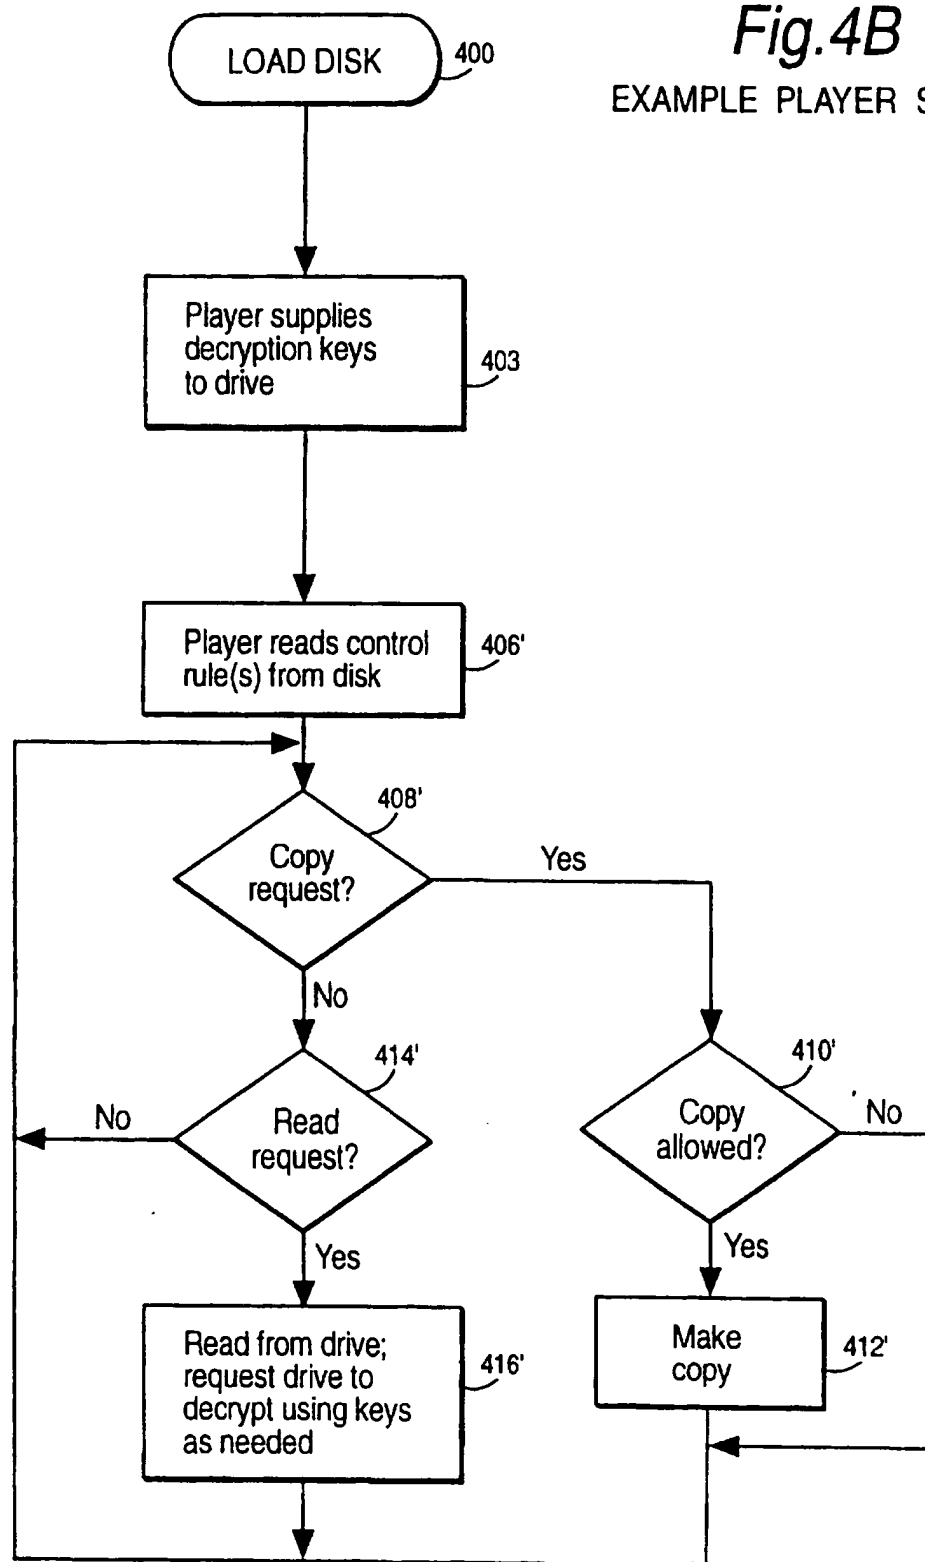 Fig.4B
EXAMPLE PLAYER S
LOAD DISK
400
Player supplies
decryption keys
to drive
403
Player reads control
rule(s) from disk
406'
Copy
request?
408'
Yes
No
Read
request?
414'
No
Yes
Copy
allowed?
410'
No
Yes
Read from drive;
request drive to
decrypt using keys
as needed
416'
Make
copy
412'